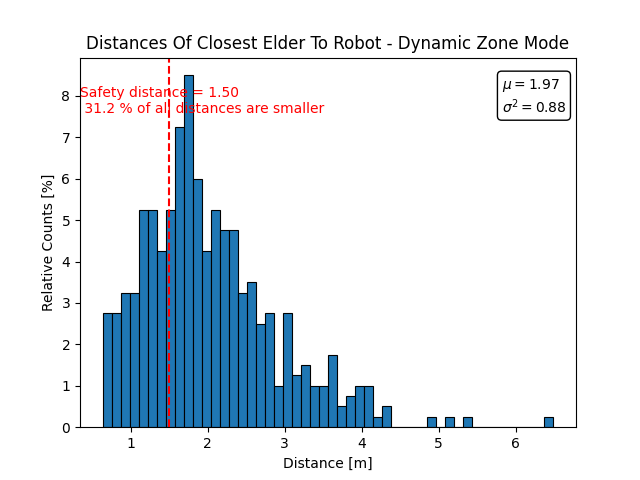 Distances Of Closest Elder To Robot - Dynamic Zone Mode
Safety distance = 1.50
31.2 % of all distances are smaller
μ = 1.97
σ² = 0.88
Relative Counts [%]
8
7
6
5
4
3
2
1
0
1 2 3 4 5 6
Distance [m]